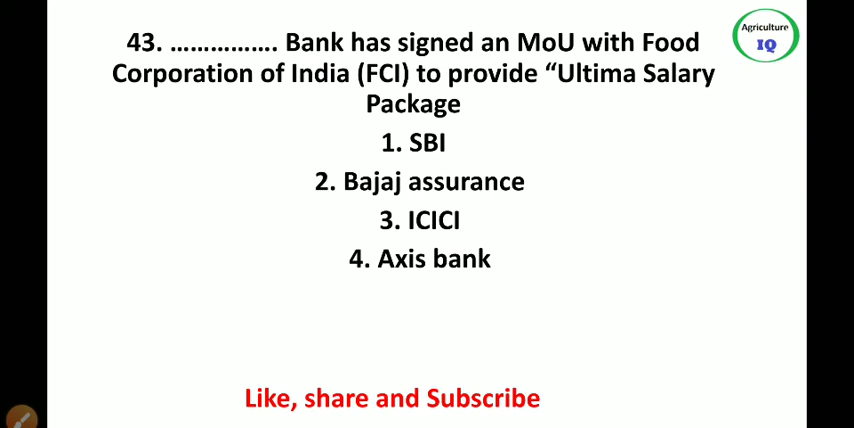 Agriculture
IQ
43. ................ Bank has signed an MoU with Food
Corporation of India (FCI) to provide “Ultima Salary
Package
1. SBI
2. Bajaj assurance
3. ICICI
4. Axis bank
Like, share and Subscribe